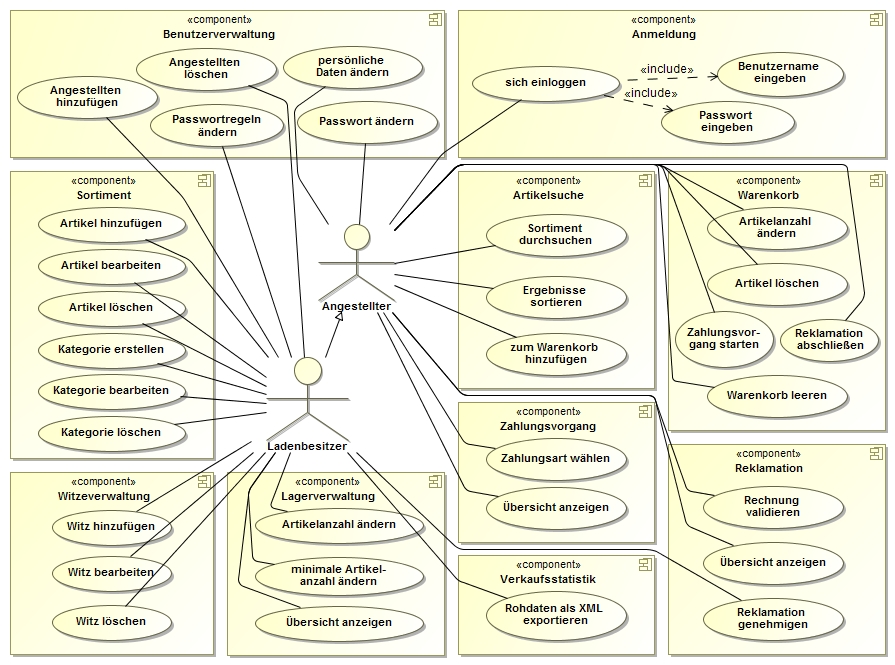 «component»
Benutzerverwaltung
Angestellten
hinzufügen
Angestellten
löschen
persönliche
Daten ändern
Passwortregeln
ändern
Passwort ändern
«component»
Anmeldung
sich einloggen
«include»
«include»
Benutzername
eingeben
Passwort
eingeben
«component»
Sortiment
Artikel hinzufügen
Artikel bearbeiten
Artikel löschen
Kategorie erstellen
Kategorie bearbeiten
Kategorie löschen
Angestellter
Ladenbesitzer
«component»
Artikelsuche
Sortiment
durchsuchen
Ergebnisse
sortieren
zum Warenkorb
hinzufügen
«component»
Warenkorb
Artikelanzahl
ändern
Artikel löschen
Zahlungsvor-
gang starten
Reklamation
abschließen
Warenkorb leeren
«component»
Zahlungsvorgang
Zahlungsart wählen
Übersicht anzeigen
«component»
Reklamation
Rechnung
validieren
Übersicht anzeigen
Reklamation
genehmigen
«component»
Witzeverwaltung
Witz hinzufügen
Witz bearbeiten
Witz löschen
«component»
Lagerverwaltung
Artikelanzahl ändern
minimale Artikel-
anzahl ändern
Übersicht anzeigen
«component»
Verkaufsstatistik
Rohdaten als XML
exportieren